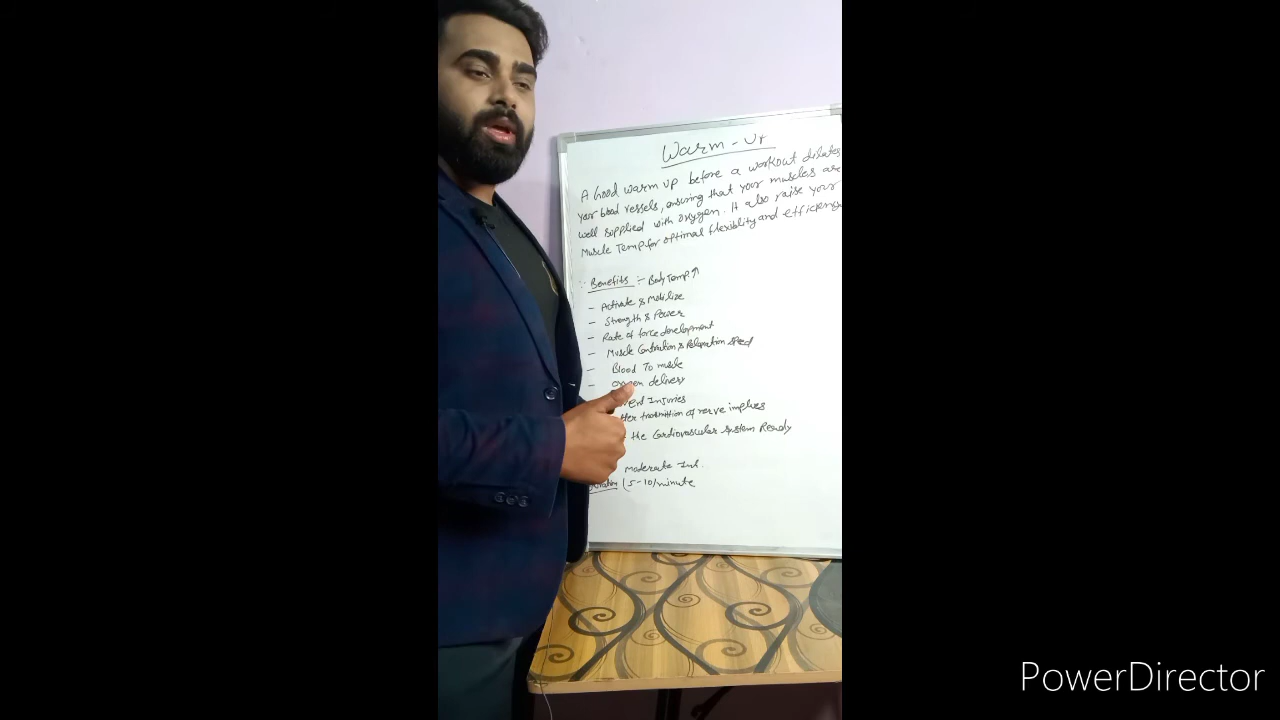 Warm-Up
A Good warm up before a workout dilates
your blood vessels, ensuring that your muscles are
well supplied with oxygen. It also raise your
Muscle Temp. for optimal flexiblity and efficiency.
Benefits :- Body Temp. ↑
- Activate & Mobilize
- Strength & Power
- Rate of force development
- Muscle Contraction & Relaxation speed
- Blood To muscle
- oxygen delivery
Injuries
of nerve
the Cardiovascular system Ready
Moderate Int.
(5-10/minute
PowerDirector